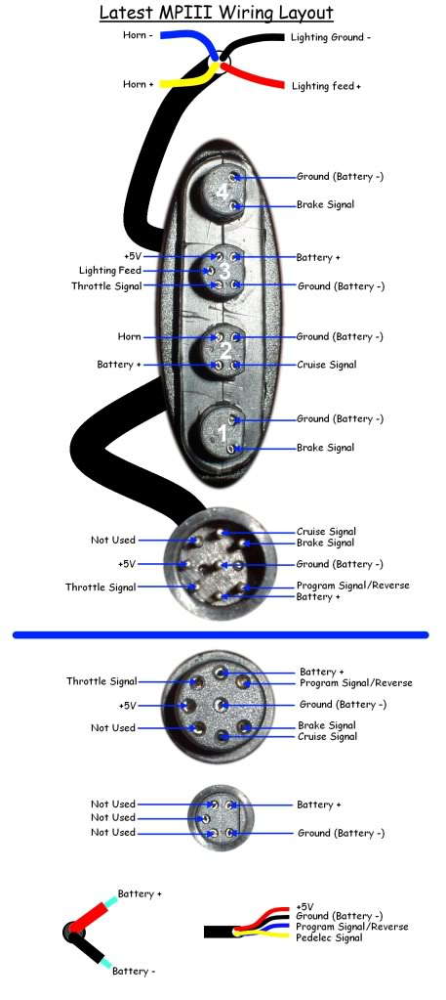 Latest MPIII Wiring Layout
Horn -
Lighting Ground -
Horn +
Lighting feed +
4
Ground (Battery -)
Brake Signal
+5V
Battery +
Lighting Feed
3
Throttle Signal
Ground (Battery -)
Horn
Ground (Battery -)
2
Battery +
Cruise Signal
1
Ground (Battery -)
Brake Signal
Cruise Signal
Not Used
Brake Signal
+5V
Ground (Battery -)
Throttle Signal
Program Signal/Reverse
Battery +
Battery +
Throttle Signal
Program Signal/Reverse
+5V
Ground (Battery -)
Not Used
Brake Signal
Cruise Signal
Not Used
Battery +
Not Used
Not Used
Ground (Battery -)
Battery +
Battery -
+5V
Ground (Battery -)
Program Signal/Reverse
Pedelec Signal